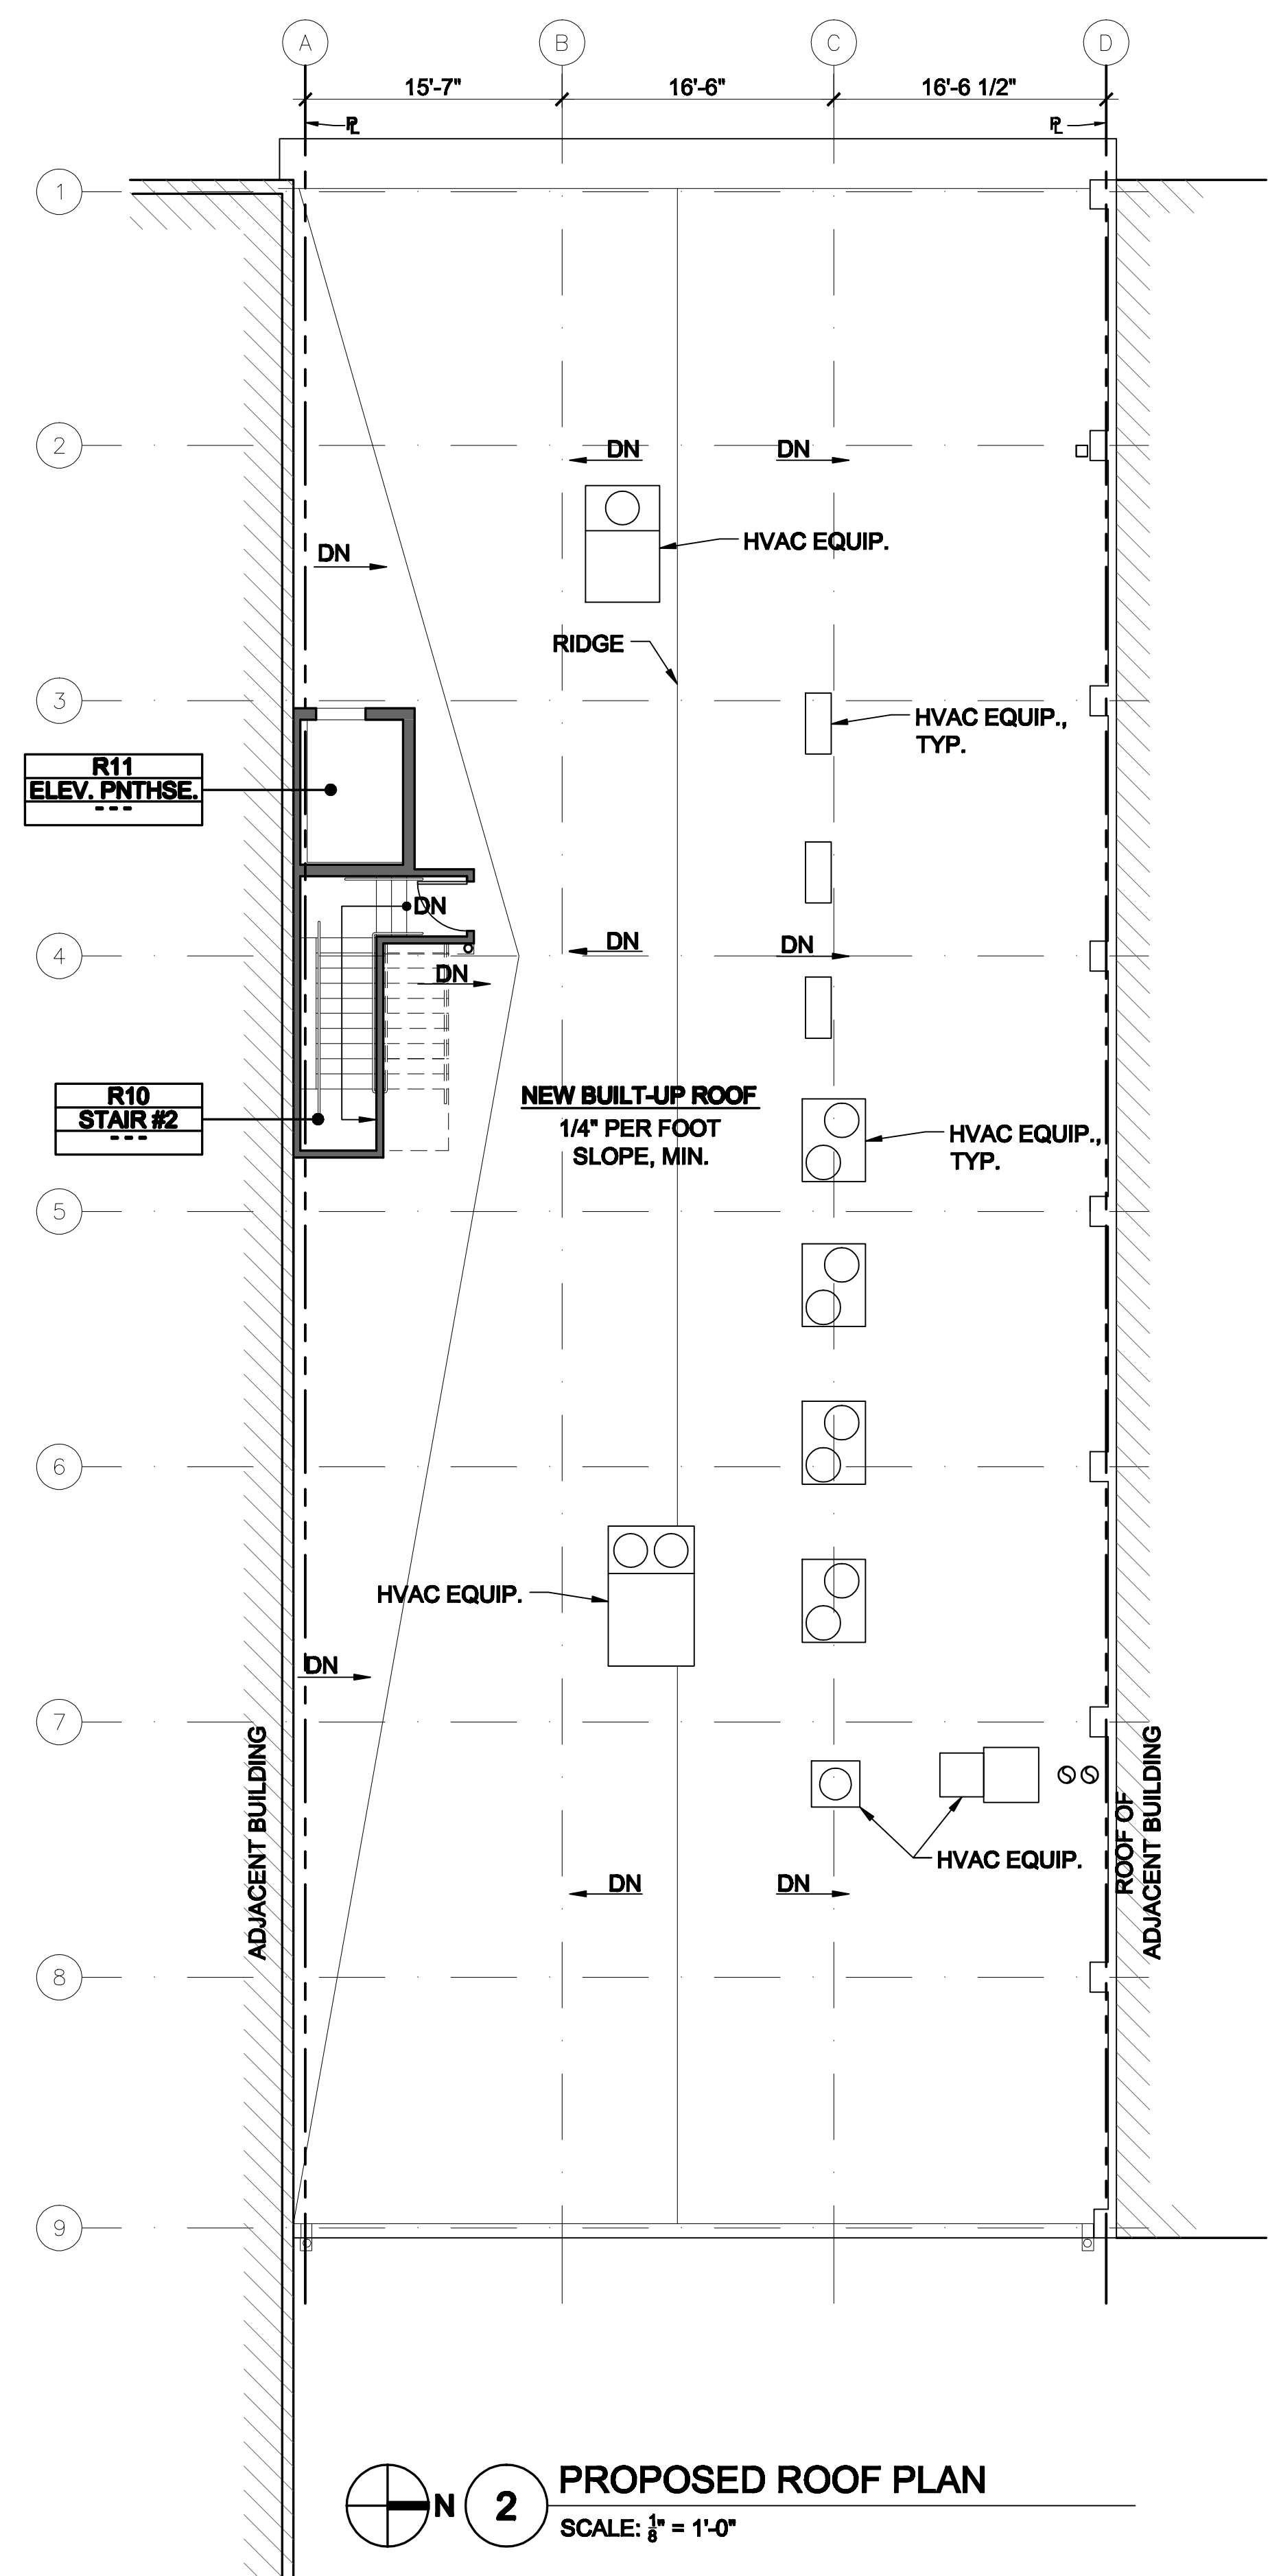 A
B
C
D
15'-7"
16'-6"
16'-6 1/2"
PL
PL
1
2
DN
DN
HVAC EQUIP.
DN
RIDGE
3
HVAC EQUIP.,
TYP.
R11
ELEV. PNTHSE.
---
DN
4
DN
DN
DN
R10
STAIR #2
---
NEW BUILT-UP ROOF
1/4" PER FOOT
SLOPE, MIN.
HVAC EQUIP.,
TYP.
5
6
HVAC EQUIP.
DN
7
ADJACENT BUILDING
ROOF OF
ADJACENT BUILDING
HVAC EQUIP.
DN
DN
8
9
N
2
PROPOSED ROOF PLAN
SCALE: 1/8" = 1'-0"